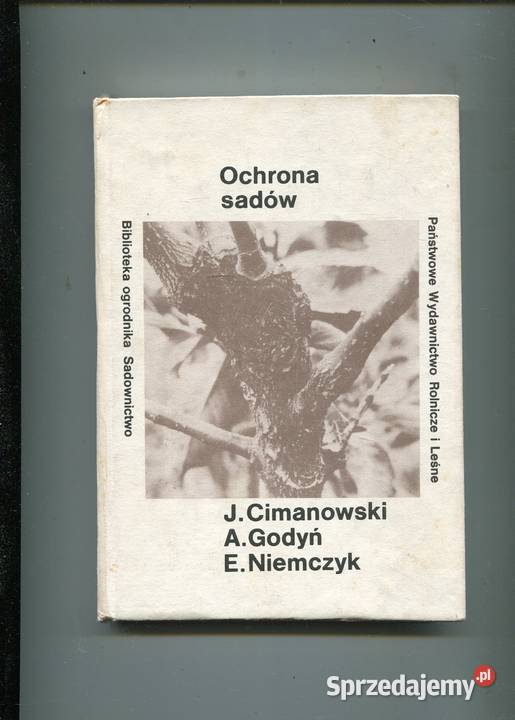 Ochrona
sadów
Biblioteka ogrodnika Sadownictwo
Państwowe Wydawnictwo Rolnicze i Leśne
J.Cimanowski
A.Godyń
E.Niemczyk
Sprzedajemy.pl